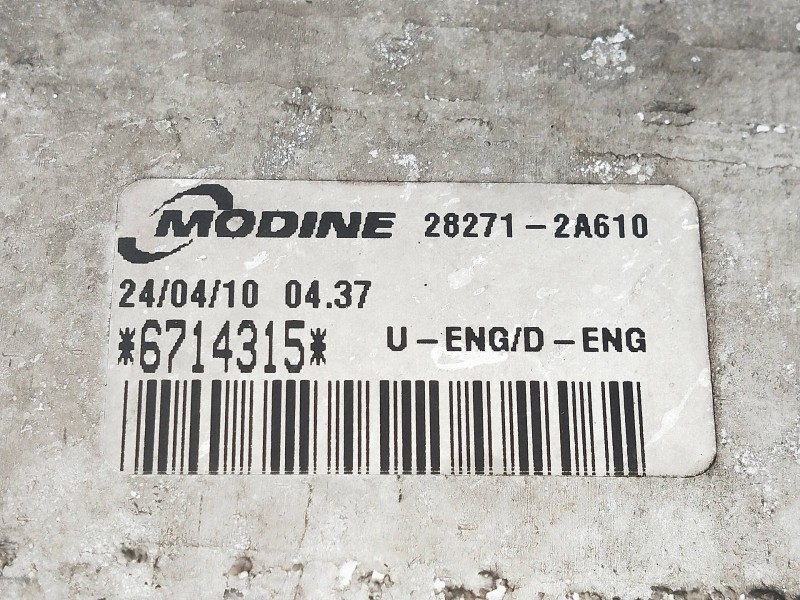 MODINE 28271-2A610
24/04/10 04.37
*6714315* U-ENG/D-ENG